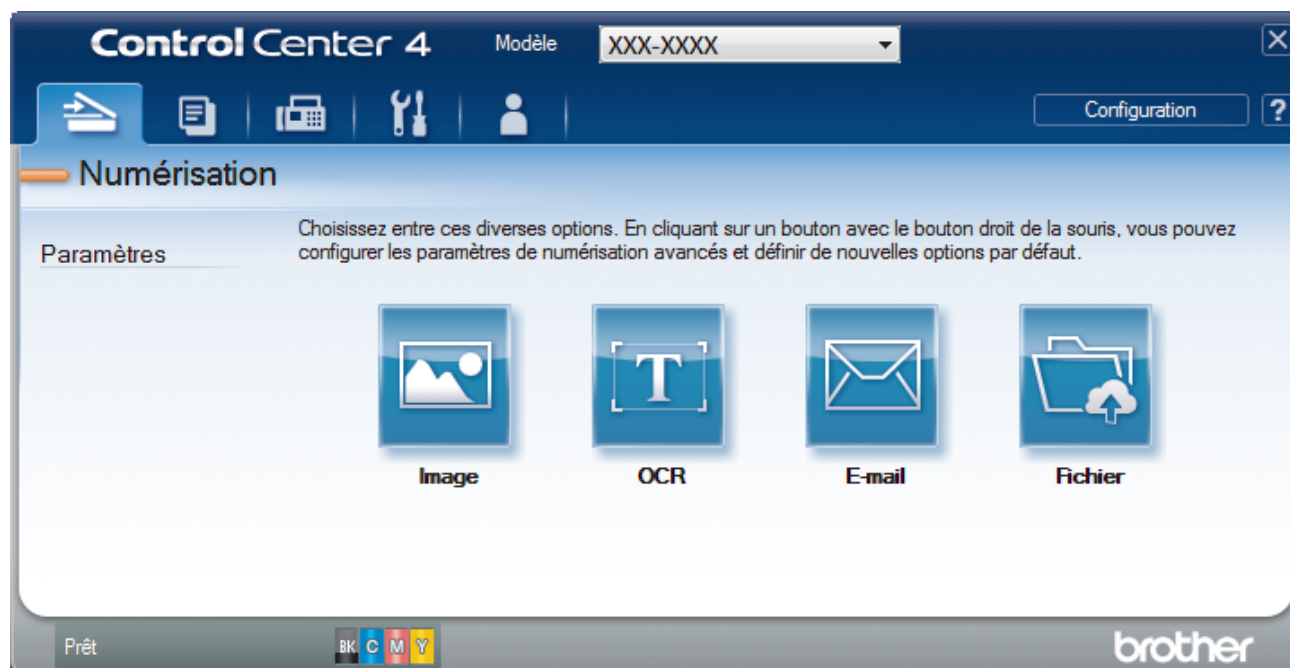 Control Center 4
Modèle
XXX-XXXX
Configuration
?
Numérisation
Paramètres
Choisissez entre ces diverses options. En cliquant sur un bouton avec le bouton droit de la souris, vous pouvez
configurer les paramètres de numérisation avancés et définir de nouvelles options par défaut.
T
Image
OCR
E-mail
Fichier
Prêt
BK C M Y
brother